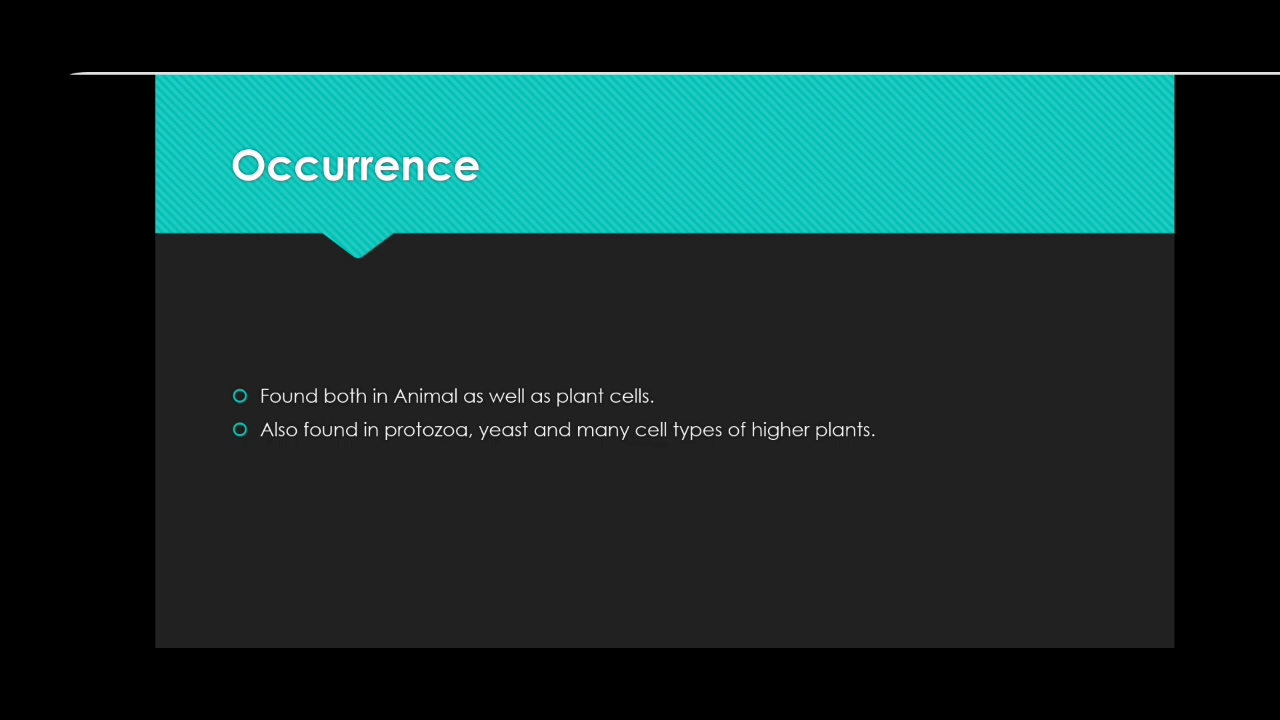 Occurrence
Found both in Animal as well as plant cells.
Also found in protozoa, yeast and many cell types of higher plants.